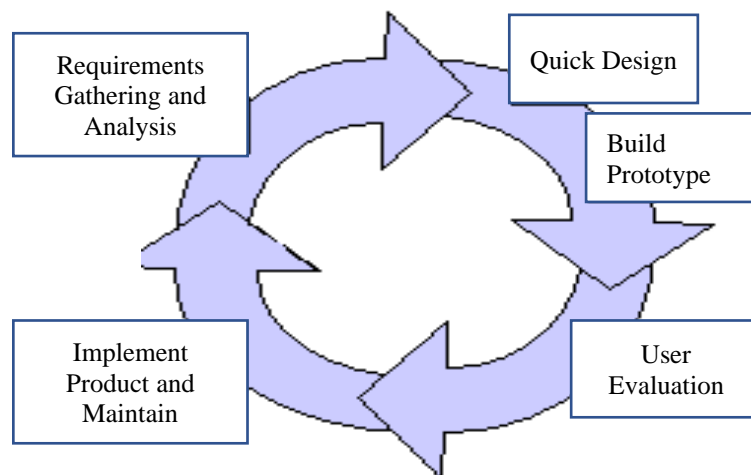 Requirements
Gathering and
Analysis
Quick Design
Build
Prototype
User
Evaluation
Implement
Product and
Maintain